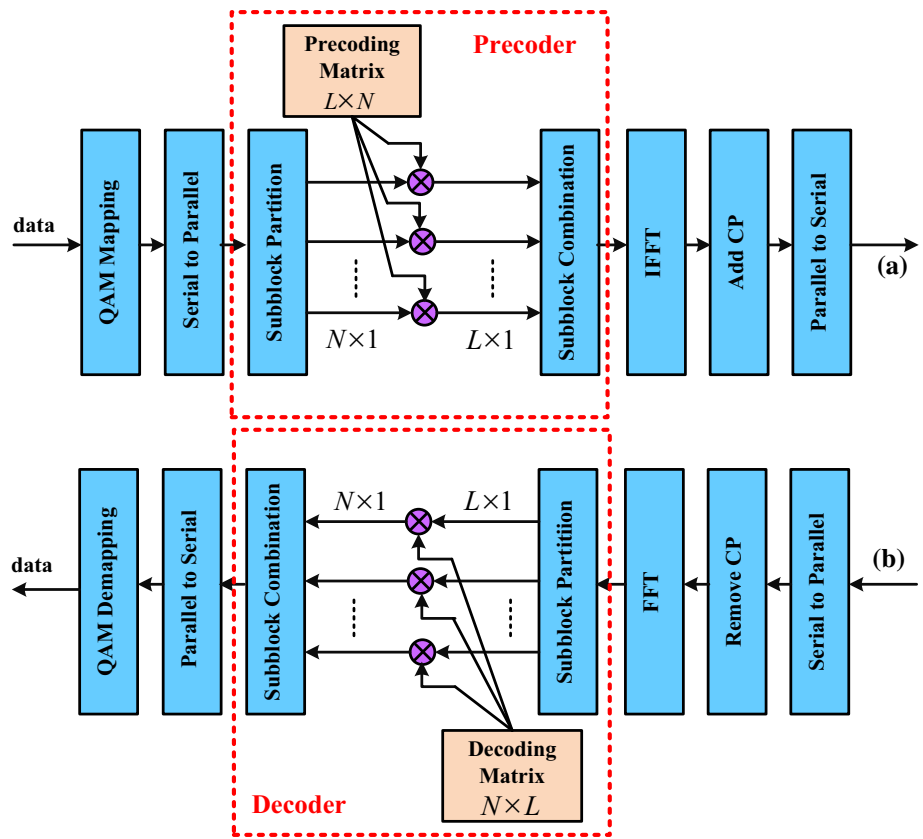 Precoding
Matrix
L×N
Precoder
data
QAM Mapping
Serial to Parallel
Subblock Partition
N×1
L×1
Subblock Combination
IFFT
Add CP
Parallel to Serial
(a)
data
QAM Demapping
Parallel to Serial
Subblock Combination
N×1
L×1
Subblock Partitiion
FFT
Remove CP
Serial to Parallel
(b)
Decoding
Matrix
N×L
Decoder